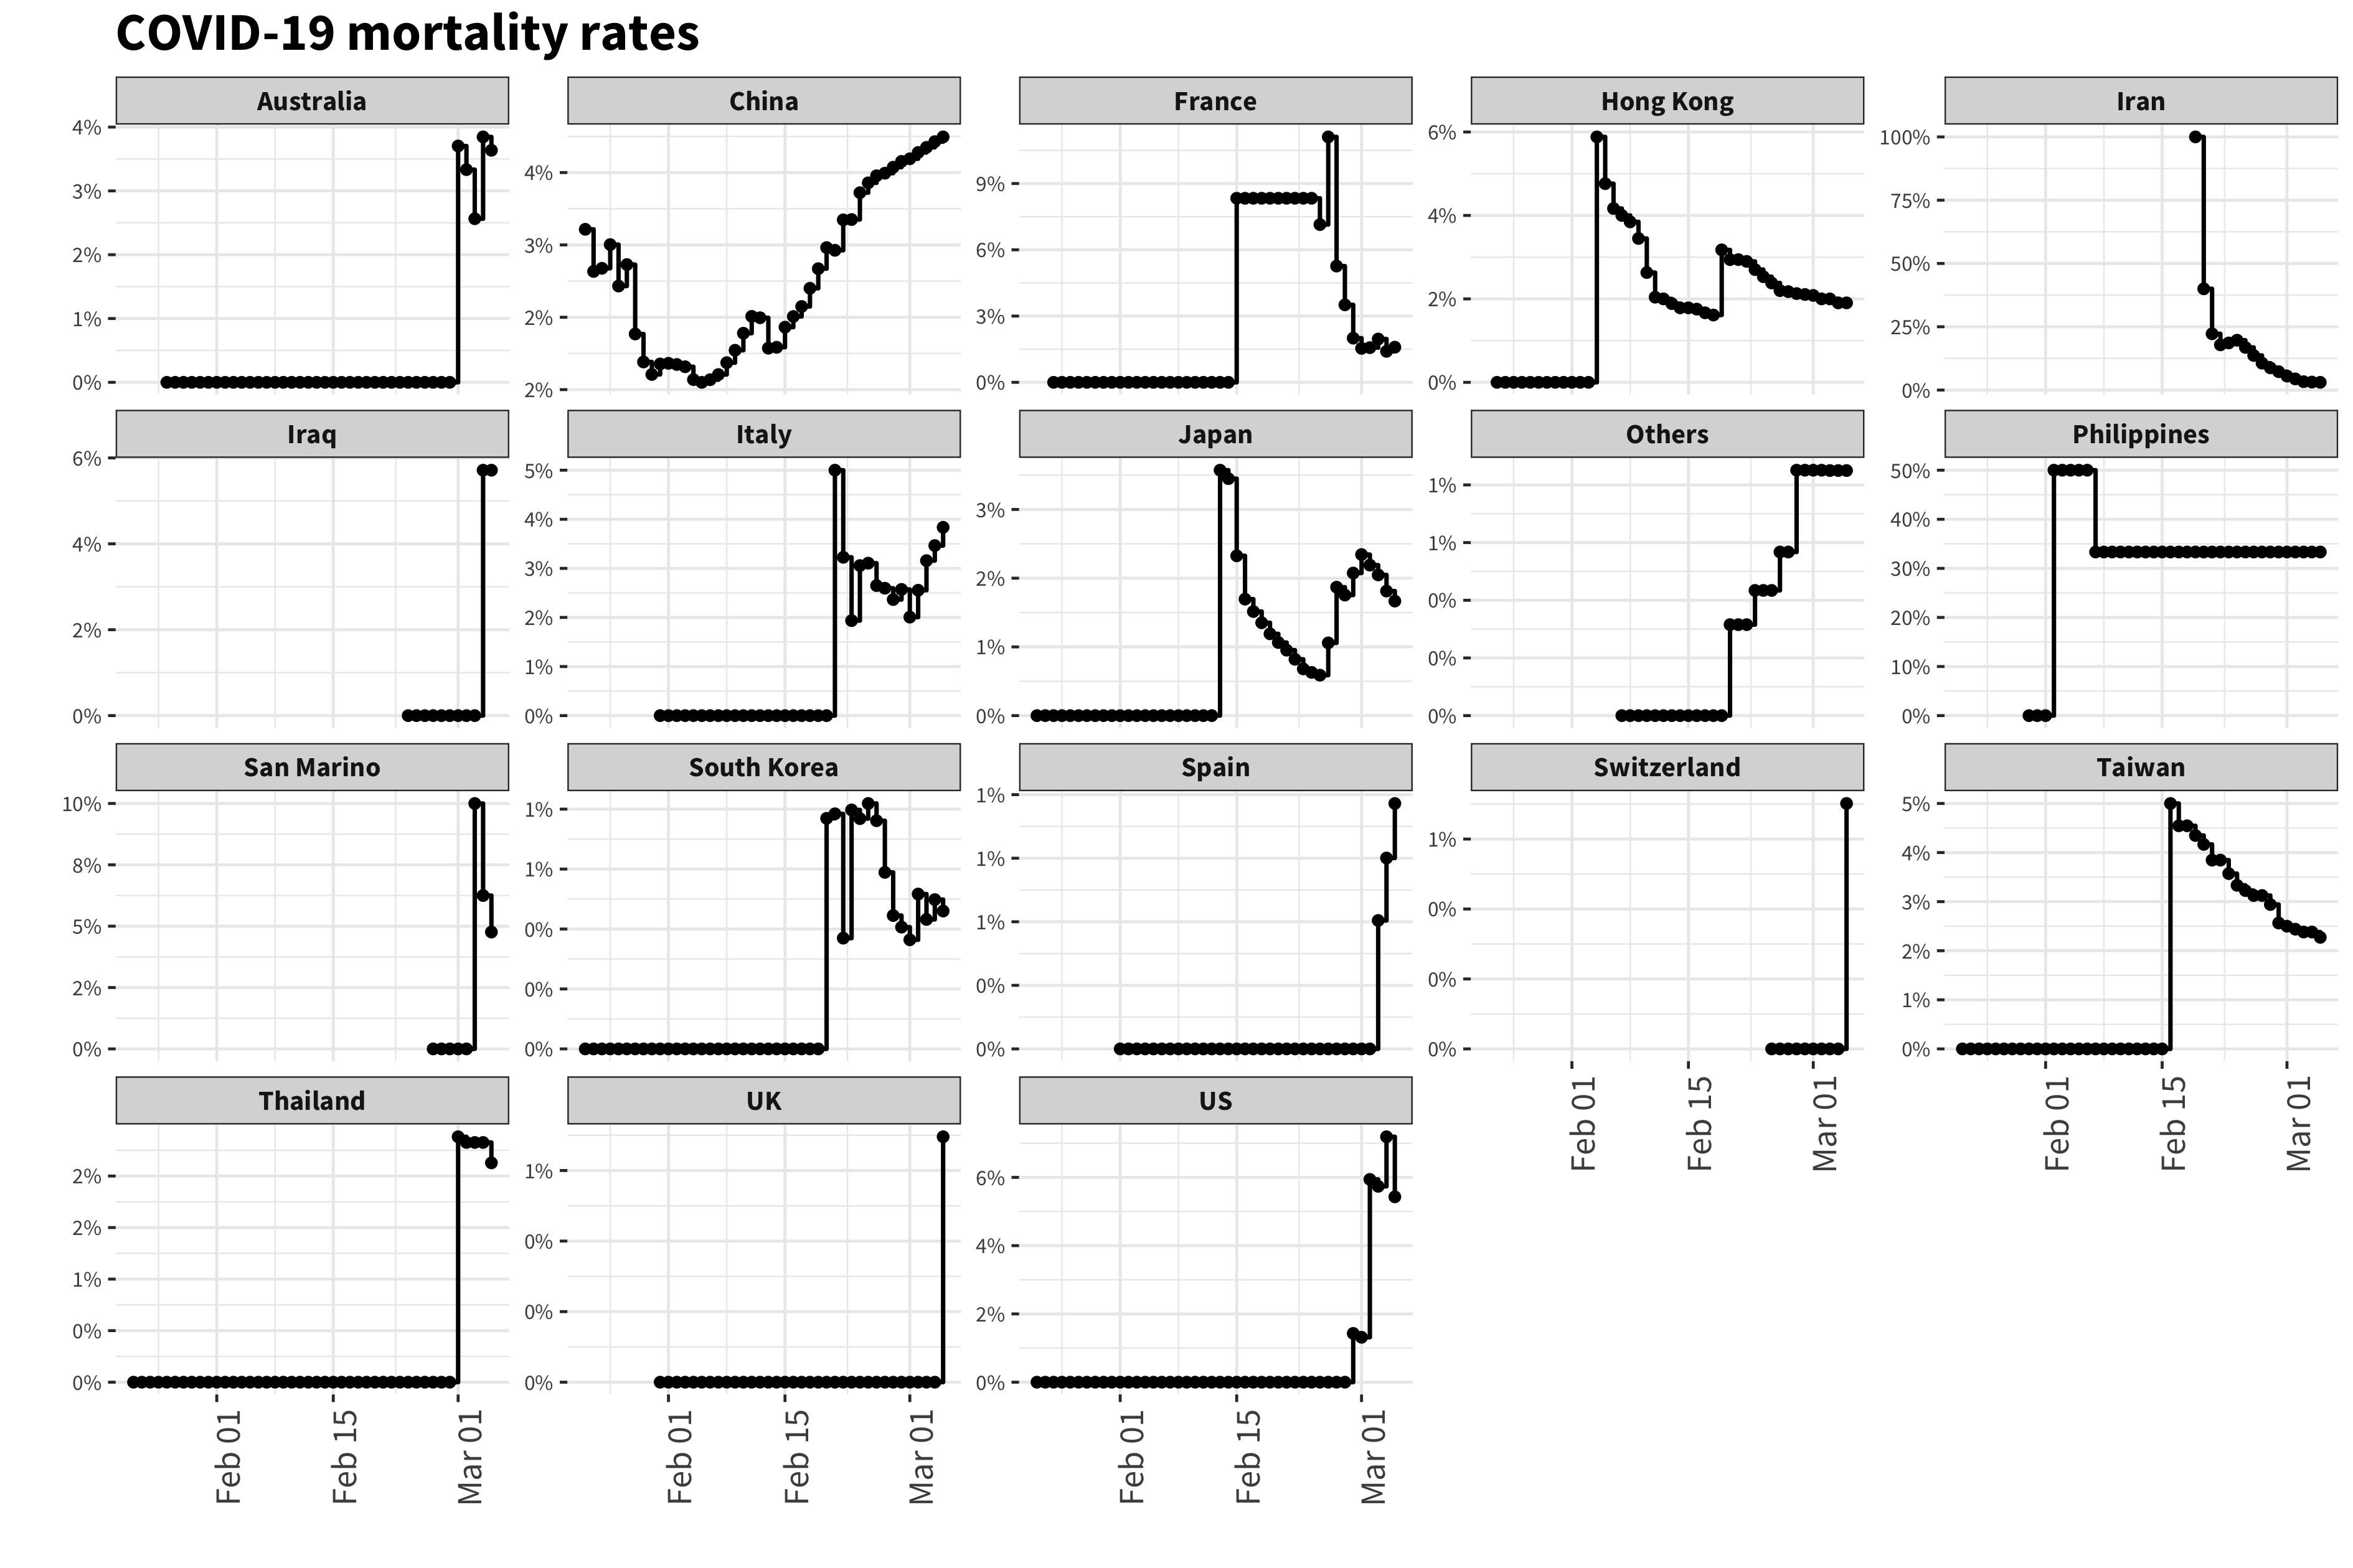 COVID-19 mortality rates
Australia
4%
3%
2%
1%
0%
China
4%
3%
2%
2%
France
9%
6%
3%
0%
Hong Kong
6%
4%
2%
0%
Iran
100%
75%
50%
25%
0%
Iraq
6%
4%
2%
0%
Italy
5%
4%
3%
2%
1%
0%
Japan
3%
2%
1%
0%
Others
1%
1%
0%
0%
0%
Philippines
50%
40%
30%
20%
10%
0%
San Marino
10%
8%
5%
2%
0%
South Korea
1%
1%
0%
0%
0%
Spain
1%
1%
1%
0%
0%
Switzerland
1%
0%
0%
0%
Feb 01
Feb 15
Mar 01
Taiwan
5%
4%
3%
2%
1%
0%
Feb 01
Feb 15
Mar 01
Thailand
2%
2%
1%
0%
0%
Feb 01
Feb 15
Mar 01
UK
1%
0%
0%
0%
Feb 01
Feb 15
Mar 01
US
6%
4%
2%
0%
Feb 01
Feb 15
Mar 01